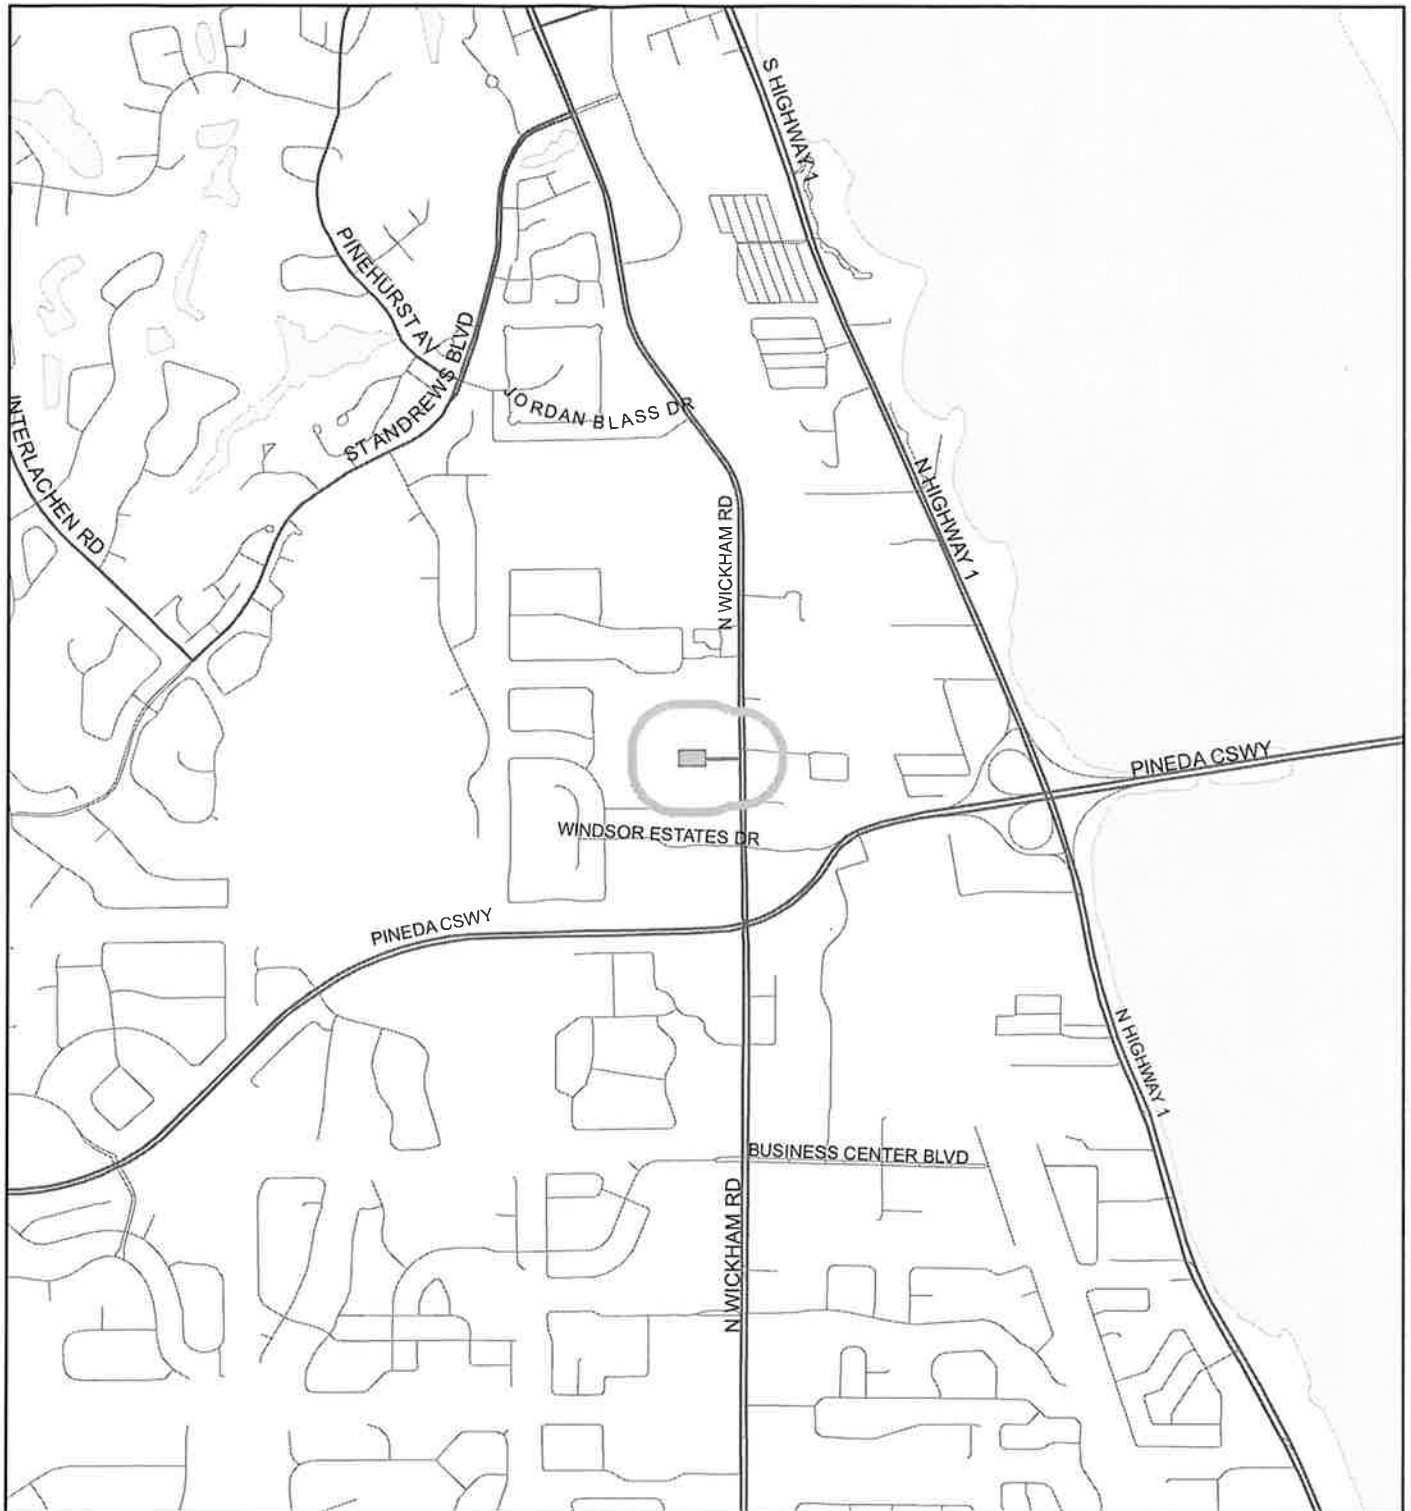 S HIGHWAY 1
PINEHURST AV
ST ANDREWS BLVD
JORDAN BLASS DR
INTERLACHEN RD
N WICKHAM RD
N HIGHWAY 1
PINEDA CSWY
WINDSOR ESTATES DR
PINEDA CSWY
N HIGHWAY 1
BUSINESS CENTER BLVD
N WICKHAM RD